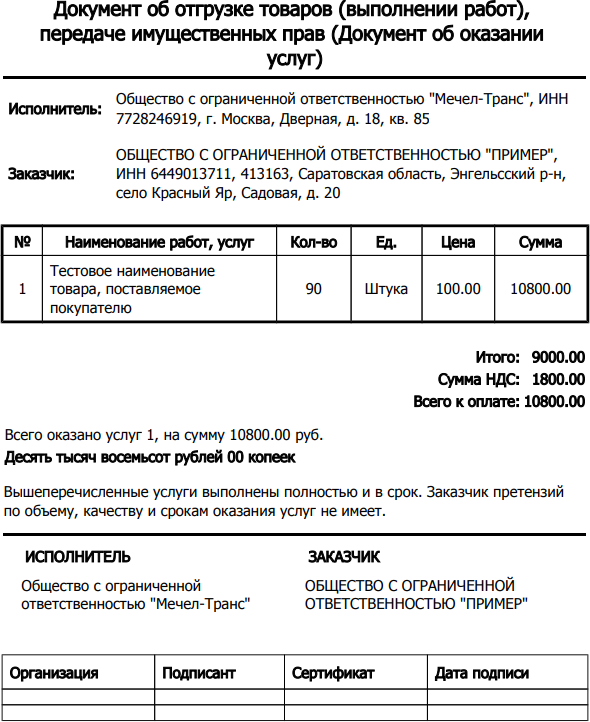 Документ об отгрузке товаров (выполнении работ),
передаче имущественных прав (Документ об оказании
услуг)
Исполнитель:
Общество с ограниченной ответственностью "Мечел-Транс", ИНН
7728246919, г. Москва, Дверная, д. 18, кв. 85
Заказчик:
ОБЩЕСТВО С ОГРАНИЧЕННОЙ ОТВЕТСТВЕННОСТЬЮ "ПРИМЕР",
ИНН 6449013711, 413163, Саратовская область, Энгельсский р-н,
село Красный Яр, Садовая, д. 20
№ Наименование работ, услуг Кол-во Ед. Цена Сумма
1 Тестовое наименование
товара, поставляемое
покупателю
90 Штука 100.00 10800.00
Итого: 9000.00
Сумма НДС: 1800.00
Всего к оплате: 10800.00
Всего оказано услуг 1, на сумму 10800.00 руб.
Десять тысяч восемьсот рублей 00 копеек
Вышеперечисленные услуги выполнены полностью и в срок. Заказчик претензий
по объему, качеству и срокам оказания услуг не имеет.
ИСПОЛНИТЕЛЬ
Общество с ограниченной
ответственностью "Мечел-Транс"
ЗАКАЗЧИК
ОБЩЕСТВО С ОГРАНИЧЕННОЙ
ОТВЕТСТВЕННОСТЬЮ "ПРИМЕР"
Организация Подписант Сертификат Дата подписи